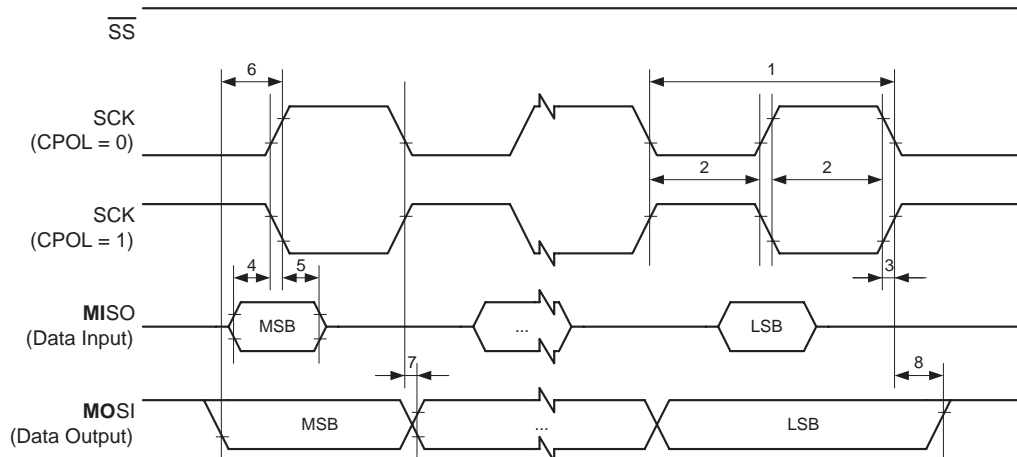 SS
6
1
SCK
(CPOL = 0)
2
2
SCK
(CPOL = 1)
4
5
3
MISO
(Data Input)
MSB
...
LSB
7
8
MOSI
(Data Output)
MSB
...
LSB